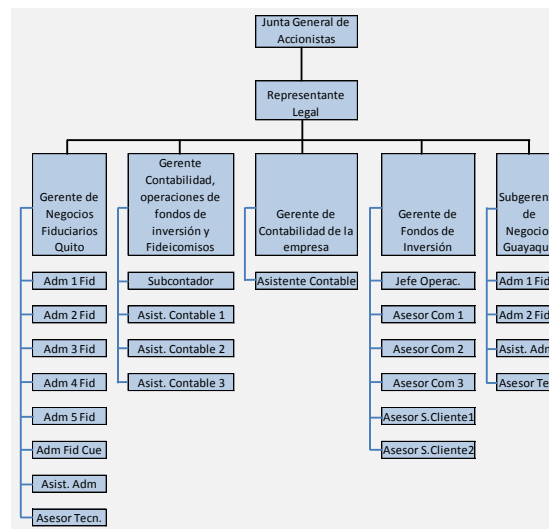 Junta General de
Accionistas
Representante
Legal
Gerente de
Negocios
Fiduciarios
Quito
Adm 1 Fid
Adm 2 Fid
Adm 3 Fid
Adm 4 Fid
Adm 5 Fid
Adm Fid Cue
Asist. Adm
Asesor Tecn.
Gerente
Contabilidad,
operaciones de
fondos de
inversión y
Fideicomisos
Subcontador
Asist. Contable 1
Asist. Contable 2
Asist. Contable 3
Gerente de
Contabilidad de la
empresa
Asistente Contable
Gerente de
Fondos de
Inversión
Jefe Operac.
Asesor Com 1
Asesor Com 2
Asesor Com 3
Asesor S.Cliente1
Asesor S.Cliente2
de
Adm 1 Fid
Adm 2 Fid
Asist. Adm
Asesor